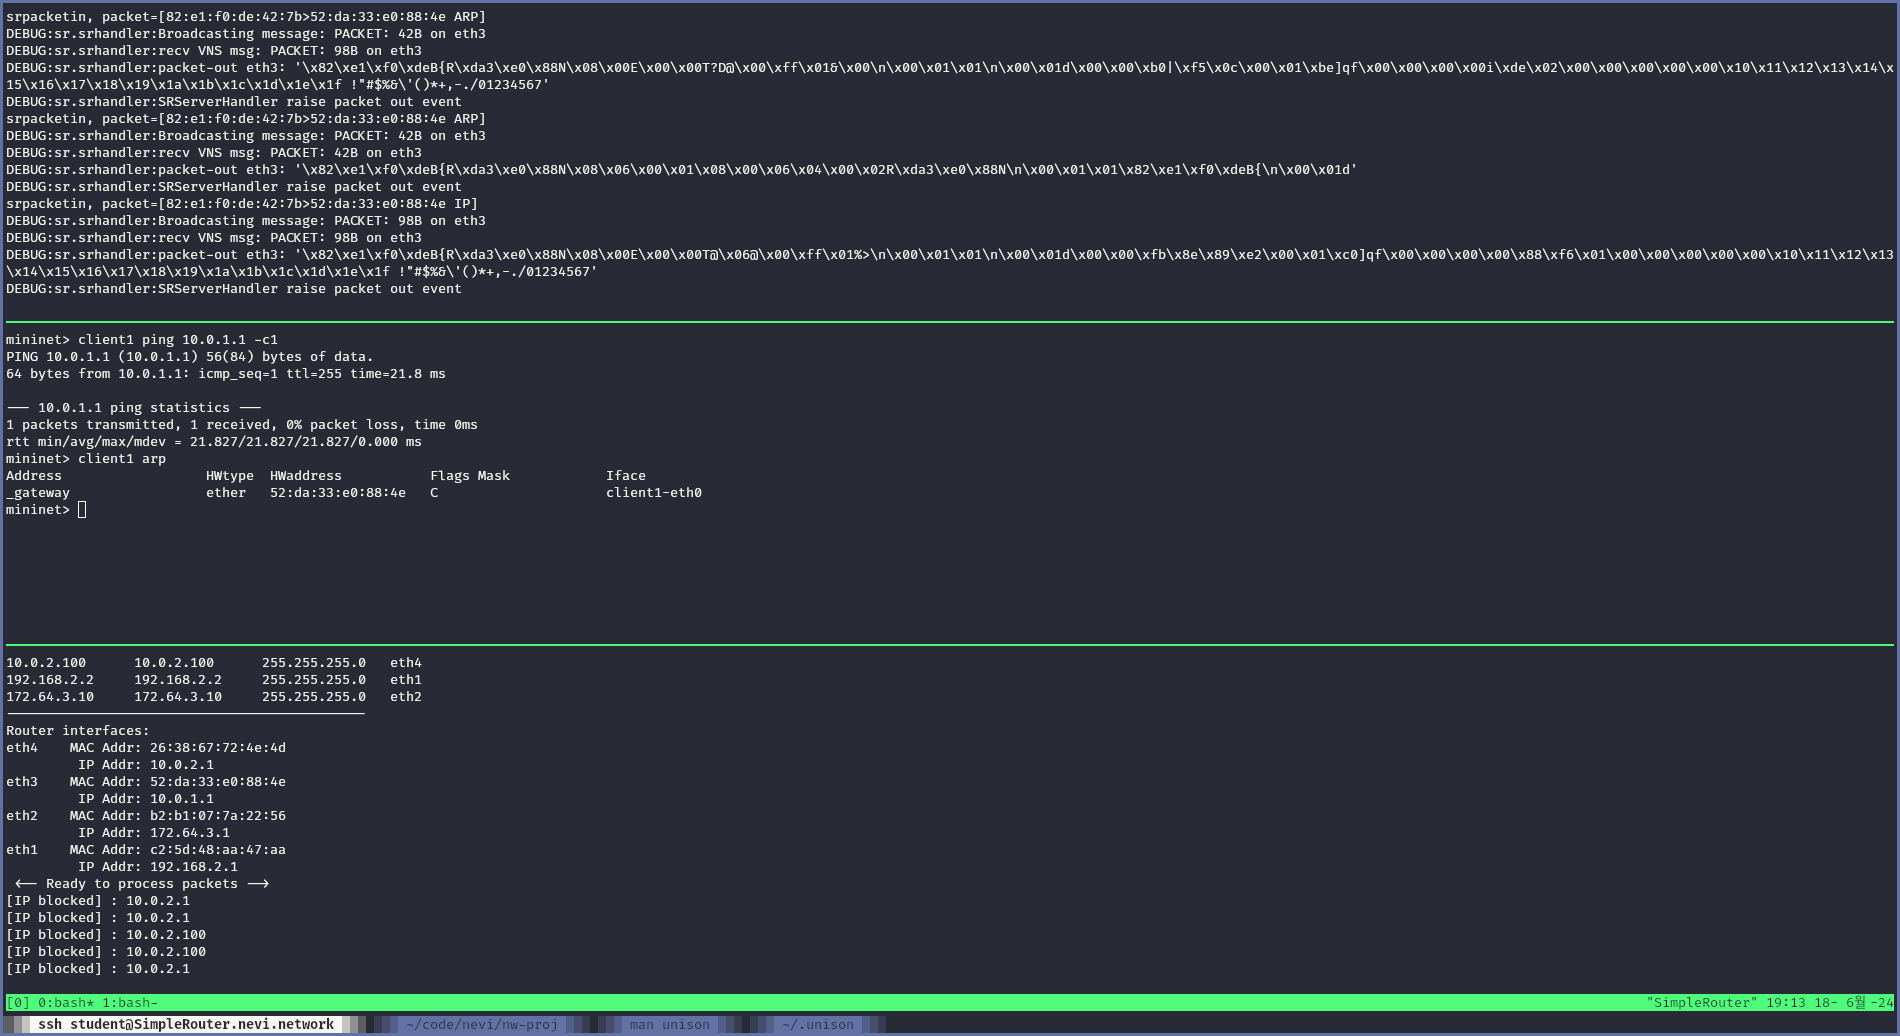 srpacketin, packet=[82:e1:f0:de:42:7b>52:da:33:e0:88:4e ARP]
DEBUG:sr.srhandler:Broadcasting message: PACKET: 42B on eth3
DEBUG:sr.srhandler:recv VNS msg: PACKET: 98B on eth3
DEBUG:sr.srhandler:packet-out eth3: '\x82\xe1\xf0\xdeB{R\xda3\xe0\x88N\x08\x00E\x00\x00T?D@\x00\xff\x01&\x00\n\x00\x01\x01\n\x00\x01d\x00\x00\xb0|\xf5\x0c\x00\x01\xbe]qf\x00\x00\x00\x00i\xde\x02\x00\x00\x00\x00\x00\x10\x11\x12\x13\x14\x
15\x16\x17\x18\x19\x1a\x1b\x1c\x1d\x1e\x1f !"#$%&\'()*+,-./01234567'
DEBUG:sr.srhandler:SRServerHandler raise packet out event
srpacketin, packet=[82:e1:f0:de:42:7b>52:da:33:e0:88:4e ARP]
DEBUG:sr.srhandler:Broadcasting message: PACKET: 42B on eth3
DEBUG:sr.srhandler:recv VNS msg: PACKET: 42B on eth3
DEBUG:sr.srhandler:packet-out eth3: '\x82\xe1\xf0\xdeB{R\xda3\xe0\x88N\x08\x06\x00\x01\x08\x00\x06\x04\x00\x02R\xda3\xe0\x88N\n\x00\x01\x01\x82\xe1\xf0\xdeB{\n\x00\x01d'
DEBUG:sr.srhandler:SRServerHandler raise packet out event
srpacketin, packet=[82:e1:f0:de:42:7b>52:da:33:e0:88:4e IP]
DEBUG:sr.srhandler:Broadcasting message: PACKET: 98B on eth3
DEBUG:sr.srhandler:recv VNS msg: PACKET: 98B on eth3
DEBUG:sr.srhandler:packet-out eth3: '\x82\xe1\xf0\xdeB{R\xda3\xe0\x88N\x08\x00E\x00\x00T@\x06@\x00\xff\x01%>\n\x00\x01\x01\n\x00\x01d\x00\x00\xfb\x8e\x89\xe2\x00\x01\xc0]qf\x00\x00\x00\x00\x88\xf6\x01\x00\x00\x00\x00\x00\x10\x11\x12\x13
\x14\x15\x16\x17\x18\x19\x1a\x1b\x1c\x1d\x1e\x1f !"#$%&\'()*+,-./01234567'
DEBUG:sr.srhandler:SRServerHandler raise packet out event
mininet> client1 ping 10.0.1.1 -c1
PING 10.0.1.1 (10.0.1.1) 56(84) bytes of data.
64 bytes from 10.0.1.1: icmp_seq=1 ttl=255 time=21.8 ms
--- 10.0.1.1 ping statistics ---
1 packets transmitted, 1 received, 0% packet loss, time 0ms
rtt min/avg/max/mdev = 21.827/21.827/21.827/0.000 ms
mininet> client1 arp
Address                  HWtype  HWaddress           Flags Mask            Iface
_gateway                 ether   52:da:33:e0:88:4e   C                     client1-eth0
mininet>
10.0.2.100      10.0.2.100      255.255.255.0   eth4
192.168.2.2     192.168.2.2     255.255.255.0   eth1
172.64.3.10     172.64.3.10     255.255.255.0   eth2
---------------------------------------------
Router interfaces:
eth4    MAC Addr: 26:38:67:72:4e:4d
IP Addr: 10.0.2.1
eth3    MAC Addr: 52:da:33:e0:88:4e
IP Addr: 10.0.1.1
eth2    MAC Addr: b2:b1:07:7a:22:56
IP Addr: 172.64.3.1
eth1    MAC Addr: c2:5d:48:aa:47:aa
IP Addr: 192.168.2.1
<-- Ready to process packets -->
[IP blocked] : 10.0.2.1
[IP blocked] : 10.0.2.1
[IP blocked] : 10.0.2.100
[IP blocked] : 10.0.2.100
[IP blocked] : 10.0.2.1
[0] 0:bash* 1:bash- "SimpleRouter" 19:13 18- 6월 -24
ssh student@SimpleRouter.nevi.network ~/code/nevi/nw-proj man unison ~/.unison